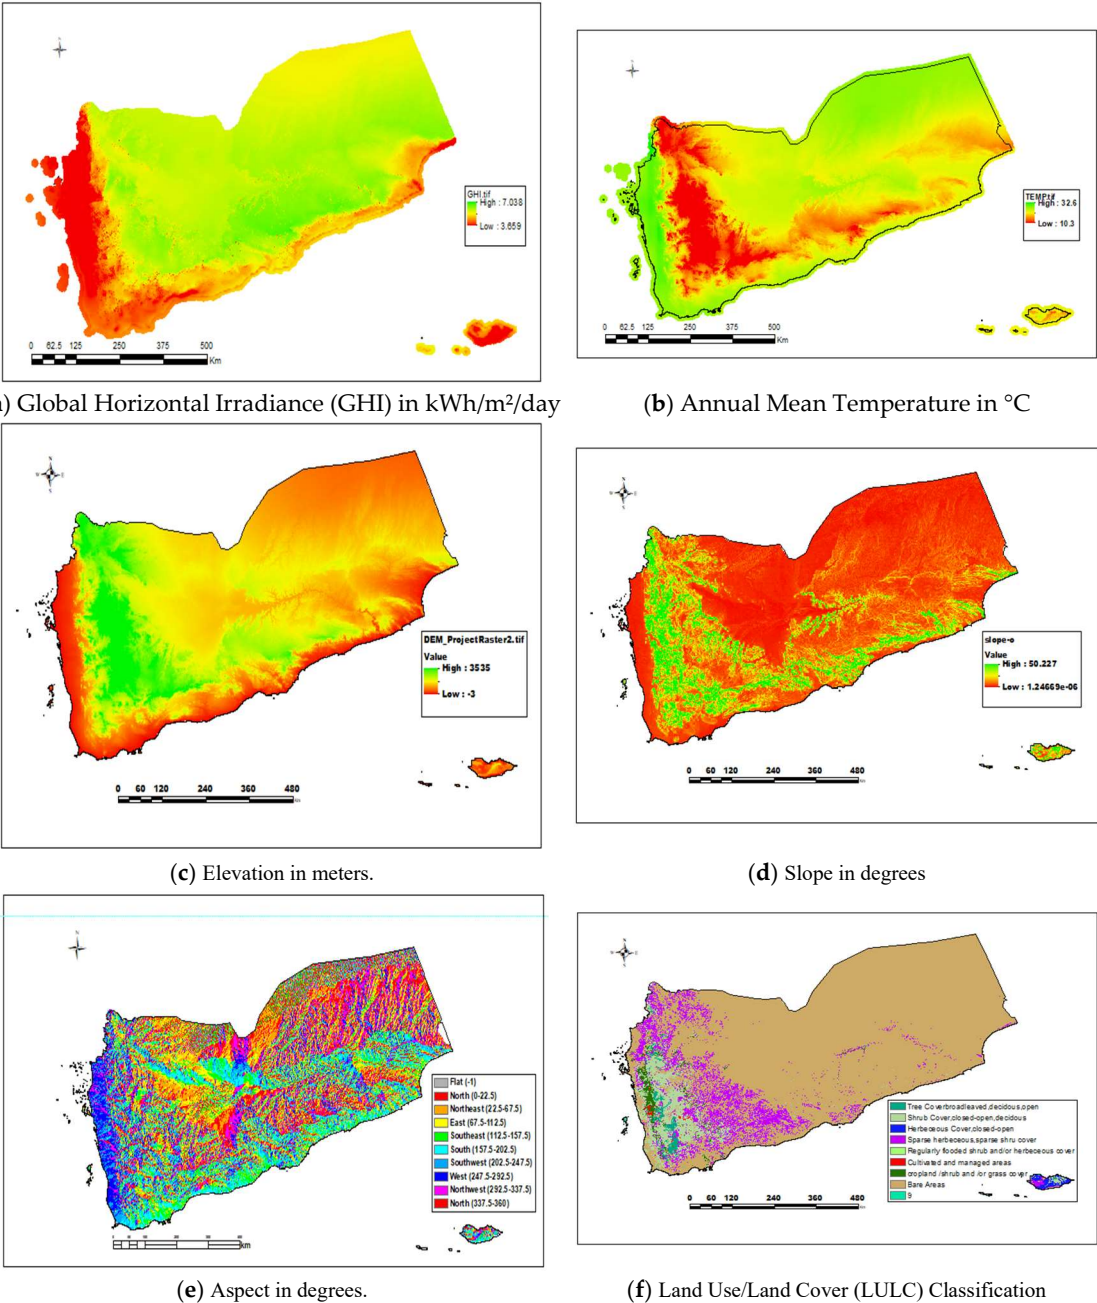 GHI.tif
High : 7.038
Low : 3.659
0 62.5 125 250 375 500
Km
) Global Horizontal Irradiance (GHI) in kWh/m²/day
TEMP.tif
High : 32.6
Low : 10.3
0 62.5 125 250 375 500
Km
(b) Annual Mean Temperature in °C
N
W E
S
DEM_ProjectRaster2.tif
Value
High : 3535
Low : -3
0 60 120 240 360 480
(c) Elevation in meters.
slope-o
Value
High : 50.227
Low : 1.24669e-06
0 60 120 240 360 480
(d) Slope in degrees
Flat (-1)
North (0-22.5)
Northeast (22.5-67.5)
East (67.5-112.5)
Southeast (112.5-157.5)
South (157.5-202.5)
Southwest (202.5-247.5)
West (247.5-292.5)
Northwest (292.5-337.5)
North (337.5-360)
km
(e) Aspect in degrees.
Tree Coverbroadleaved,decidous,open
Shrub Cover,closed-open,decidous
Herbeceous Cover,closed-open
Sparse herbeceous,sparse shru cover
Regularly flooded shrub and/or herbeceous cover
Cultivated and managed areas
cropland /shrub and /or grass cover
Bare Areas
9
0 60 120 240 360 480
(f) Land Use/Land Cover (LULC) Classification